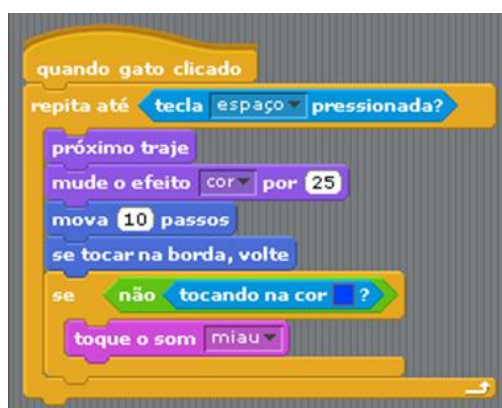 quando gato clicado
repita até tecla espaço pressionada?
próximo traje
mude o efeito cor por 25
mova 10 passos
se tocar na borda, volte
se não tocando na cor ?
toque o som miau